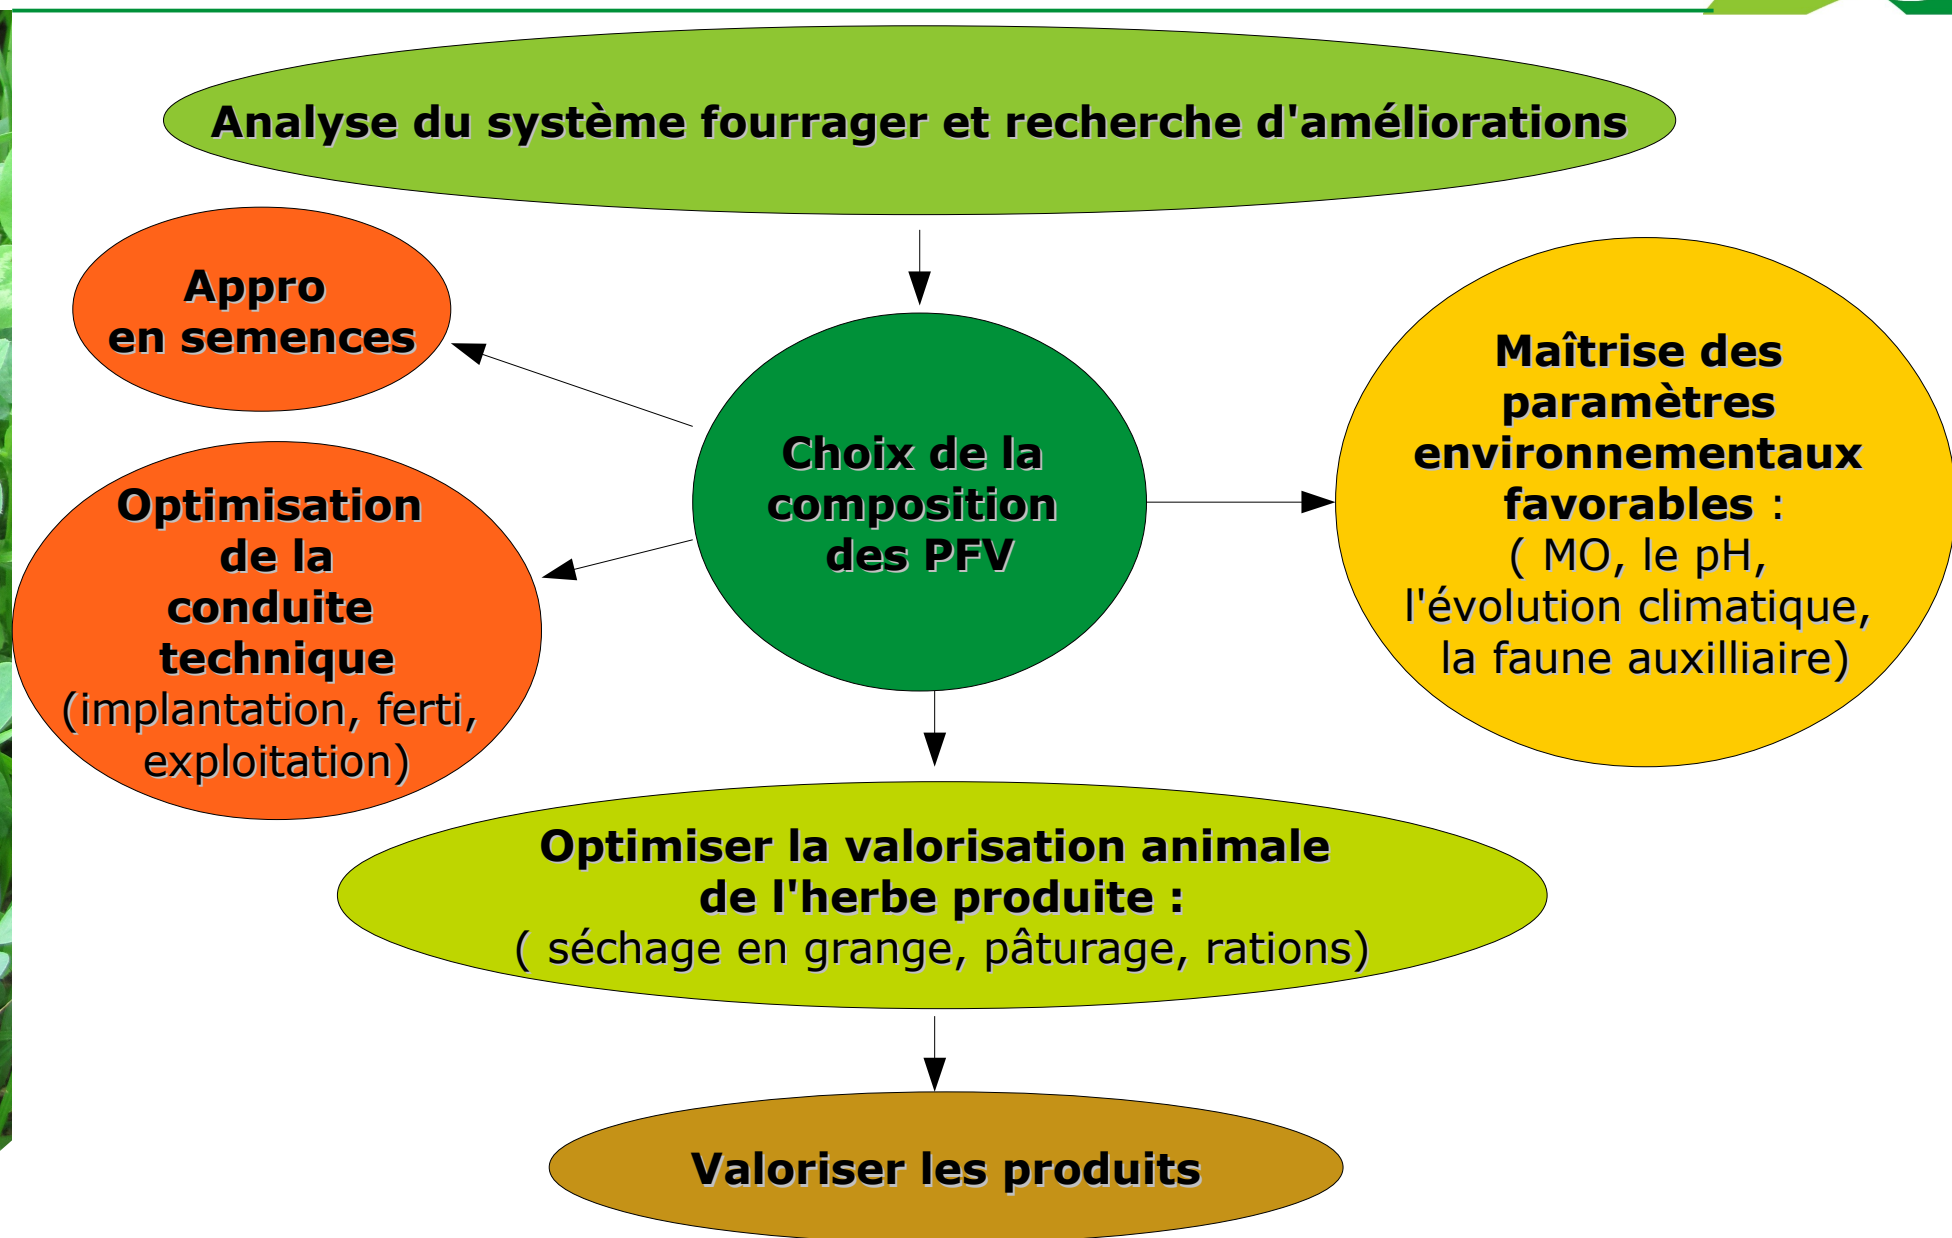 Analyse du système fourrager et recherche d'améliorations
Appro
en semences
Optimisation
de la
conduite
technique
(implantation, ferti,
exploitation)
Choix de la
composition
des PFV
Maîtrise des
paramètres
environnementaux
favorables :
( MO, le pH,
l'évolution climatique,
la faune auxilliaire)
Optimiser la valorisation animale
de l'herbe produite :
( séchage en grange, pâturage, rations)
Valoriser les produits